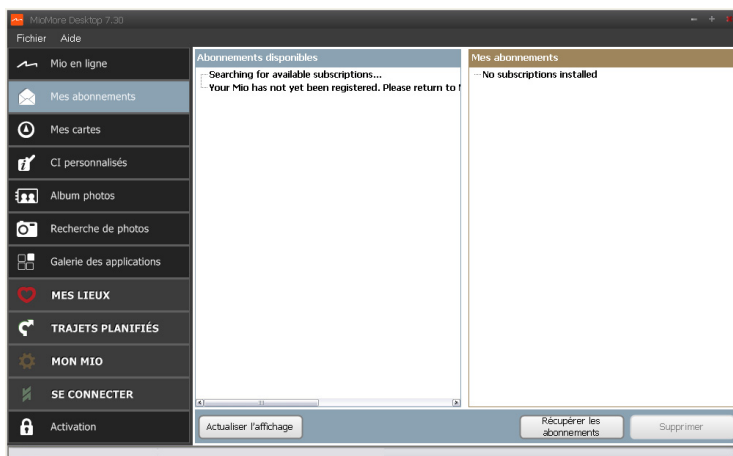 MioMore Desktop 7.30
Fichier Aide
Mio en ligne
Mes abonnements
Mes cartes
CI personnalisés
Album photos
Recherche de photos
Galerie des applications
MES LIEUX
TRAJETS PLANIFIÉS
MON MIO
SE CONNECTER
Activation
Abonnements disponibles
Searching for available subscriptions...
Your Mio has not yet been registered. Please return to
Actualiser l'affichage
Mes abonnements
No subscriptions installed
Récupérer les
abonnements
Supprimer